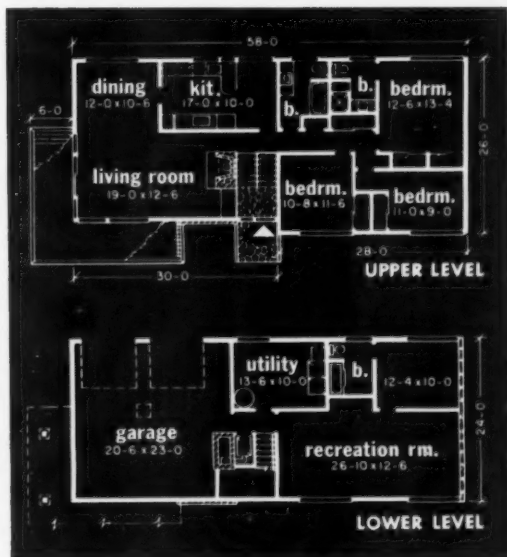 58-0
dining
12-0 x 10-6
kit.
17-0 x 10-0
b.
b.
bedrm.
12-6 x 13-4
6-0
26-0
living room
19-0 x 12-6
bedrm.
10-8 x 11-6
bedrm.
11-0 x 9-0
30-0
28-0
UPPER LEVEL
utility
13-6 x 10-0
b.
12-4 x 10-0
24-0
garage
20-6 x 23-0
recreation rm.
26-10 x 12-6
LOWER LEVEL